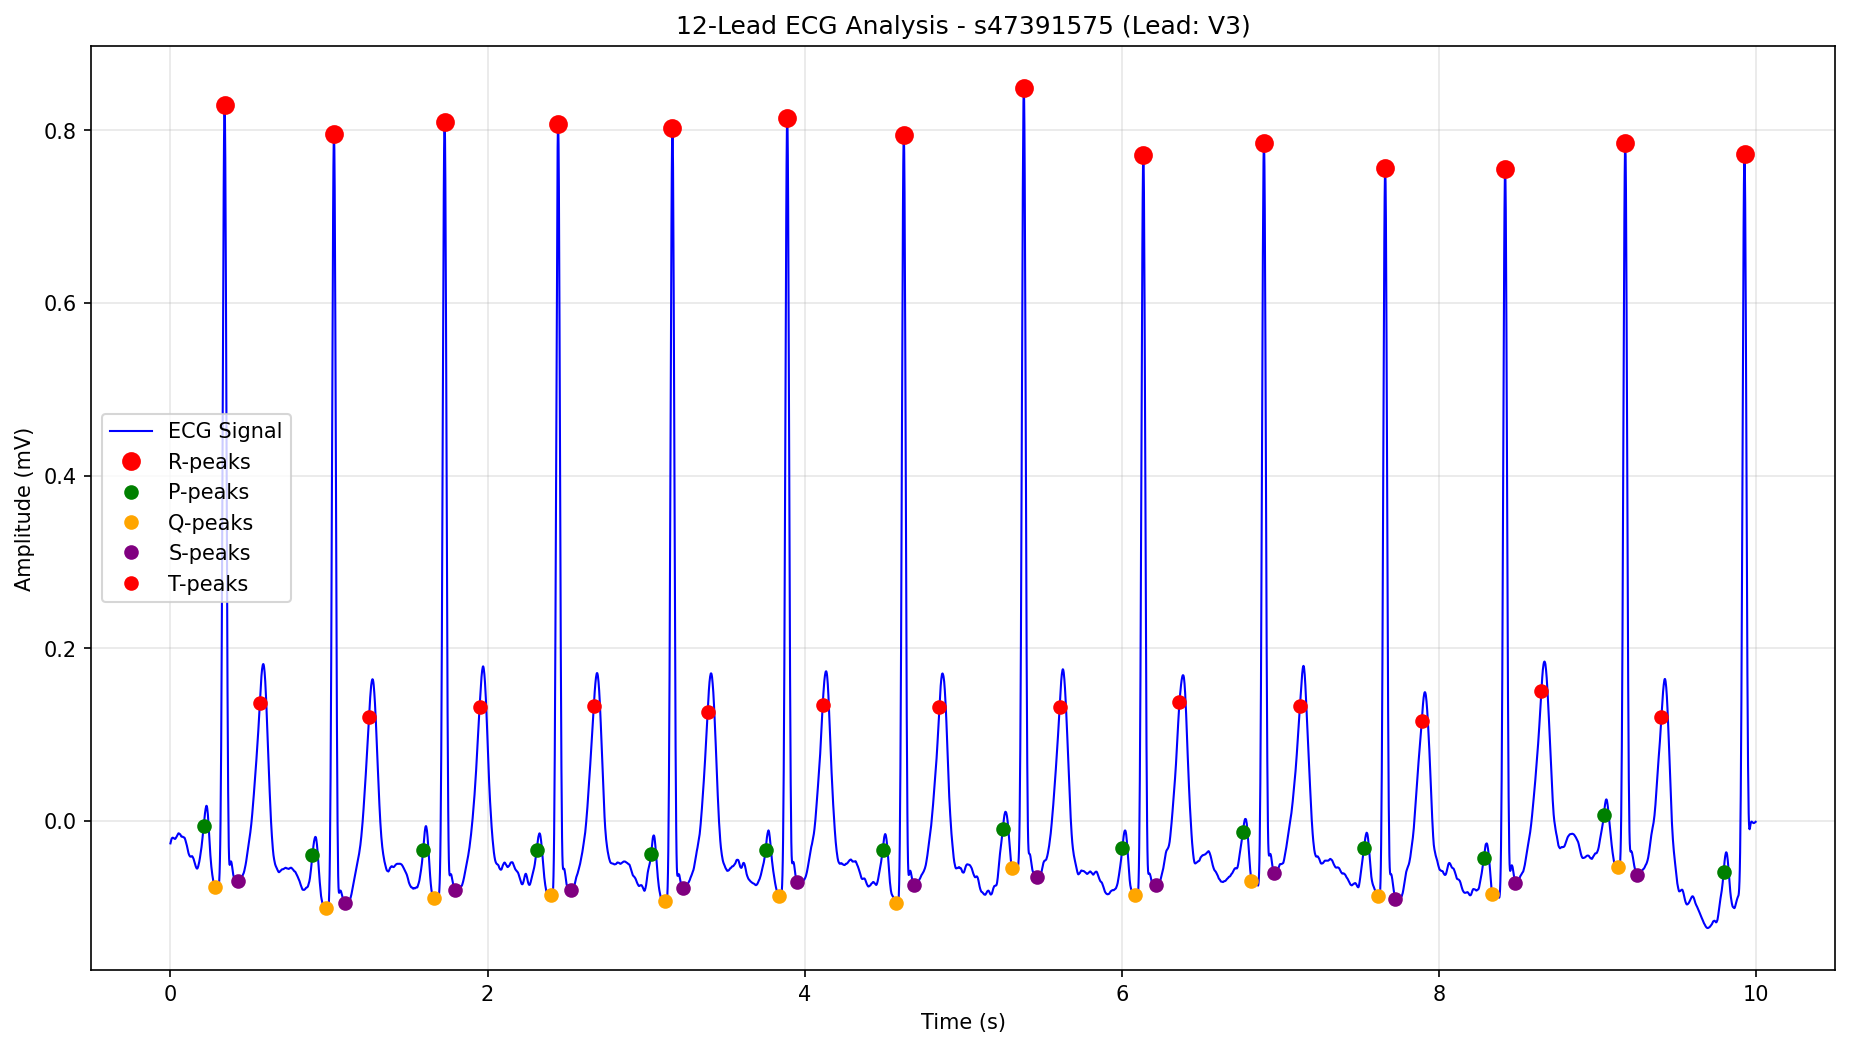 12-Lead ECG Analysis - s47391575 (Lead: V3)
Amplitude (mV)
0.8
0.6
0.4
0.2
0.0
ECG Signal
R-peaks
P-peaks
Q-peaks
S-peaks
T-peaks
0 2 4 6 8 10
Time (s)